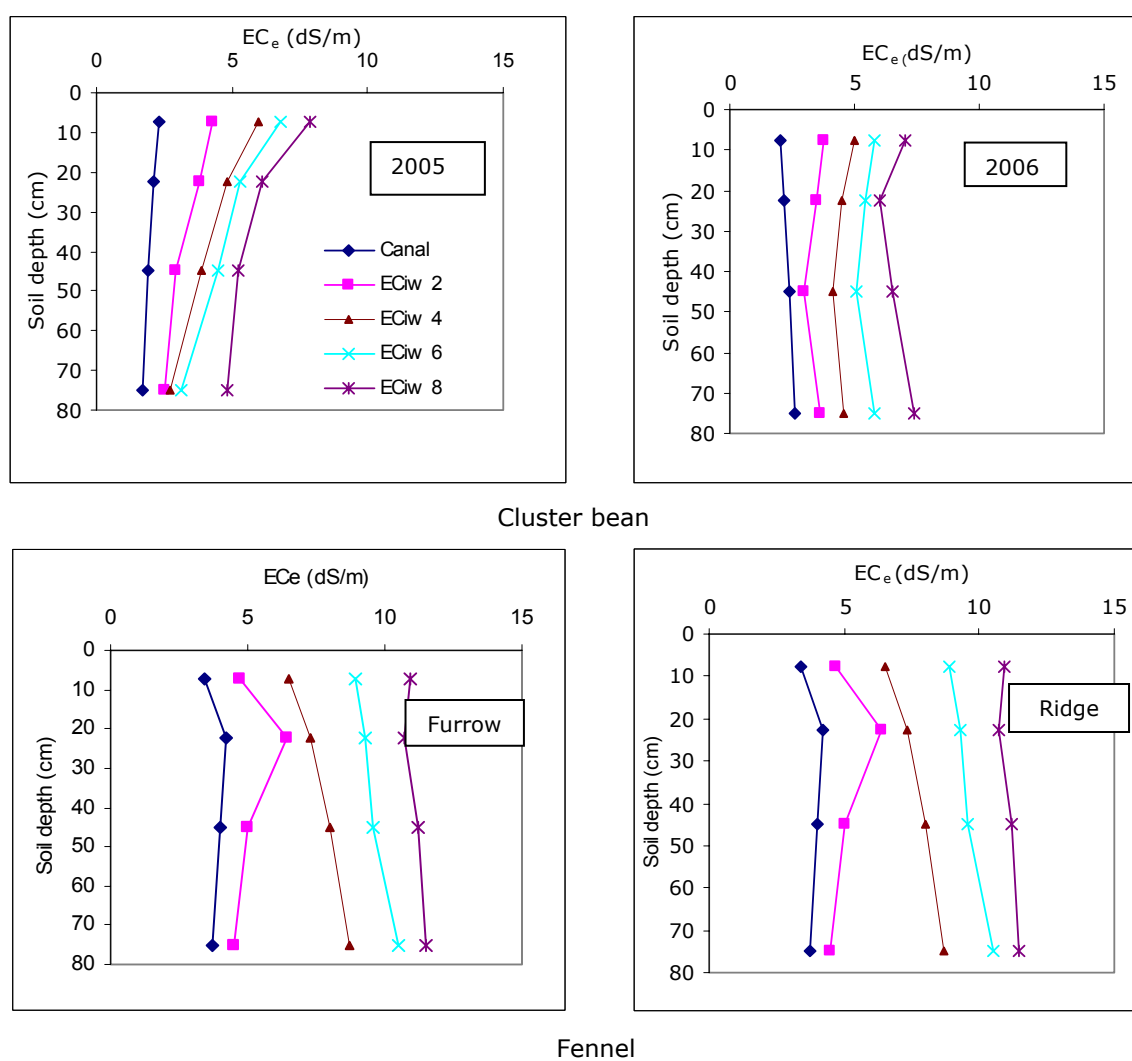 ECe (dS/m)
0 5 10 15
0
10
20
30
40
50
60
70
80
Soil depth (cm)
2005
Canal
ECiw 2
ECiw 4
ECiw 6
ECiw 8
ECe (dS/m)
0 5 10 15
0
10
20
30
40
50
60
70
80
Soil depth (cm)
2006
Cluster bean
ECe (dS/m)
0 5 10 15
0
10
20
30
40
50
60
70
80
Soil depth (cm)
Furrow
ECe (dS/m)
0 5 10 15
0
10
20
30
40
50
60
70
80
Soil depth (cm)
Ridge
Fennel